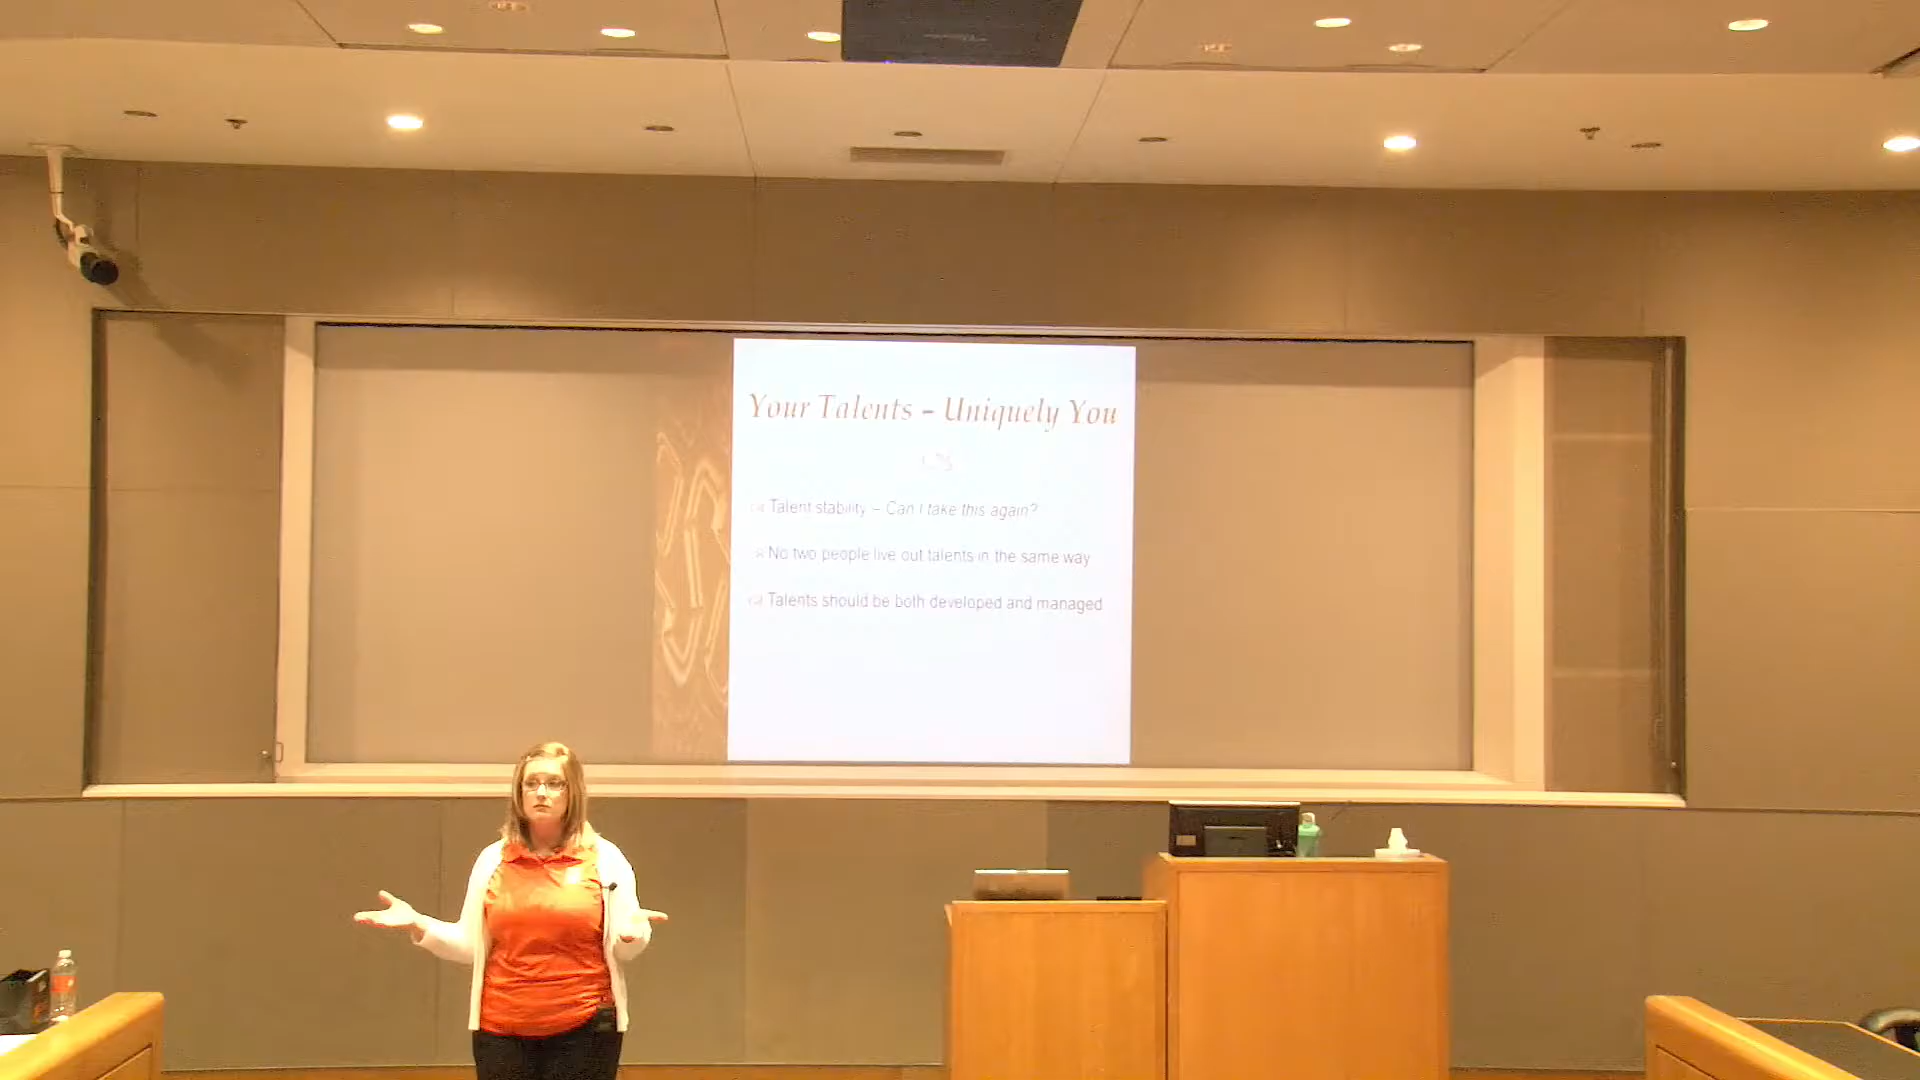 Your Talents – Uniquely You
Talent stability – Can I take this again?
No two people live out talents in the same way
Talents should be both developed and managed